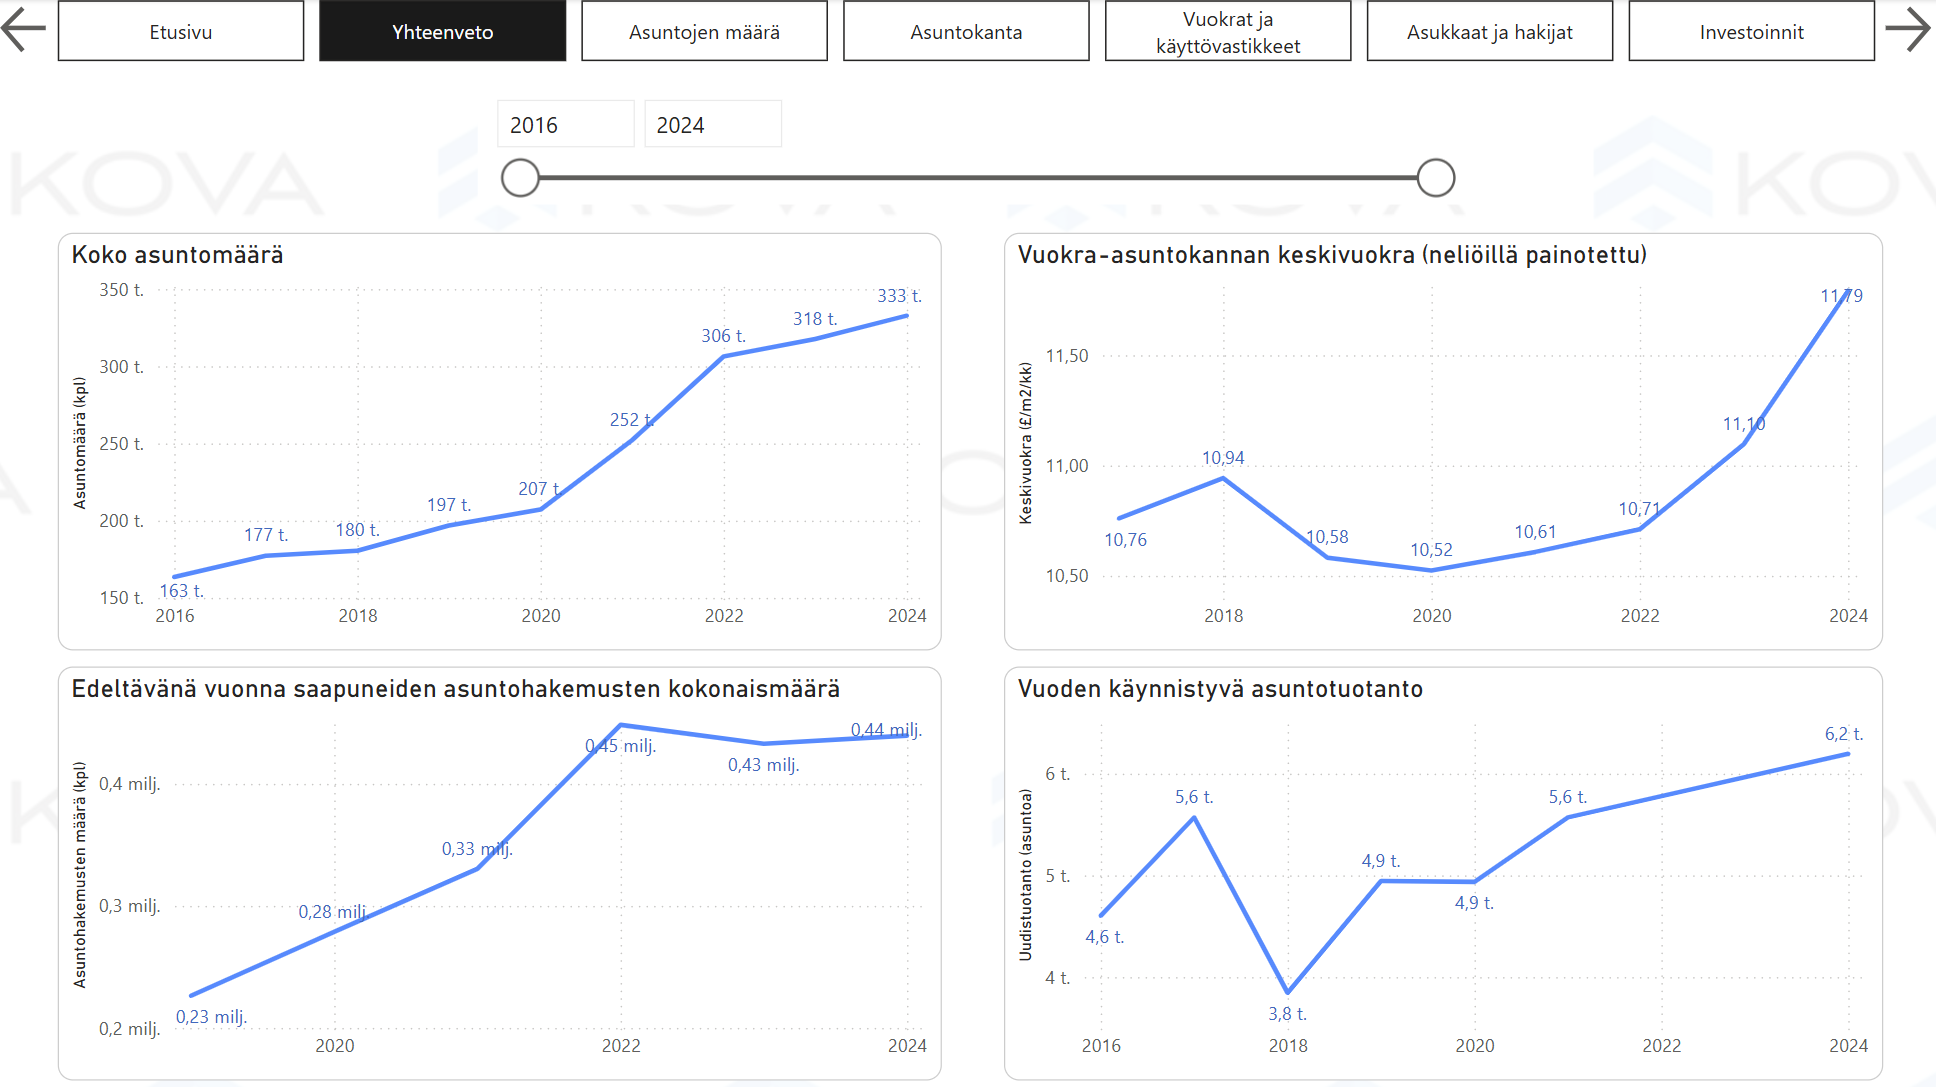 Etusivu
Yhteenveto
Asuntojen määrä
Asuntokanta
Vuokrat ja
käyttövastikkeet
Asukkaat ja hakijat
Investoinnit
2016
2024
KOVA
KOVA
KOVA
KOV
Koko asuntomäärä
Asuntomäärä (kpl)
350 t.
300 t.
250 t.
200 t.
150 t.
163 t.
177 t.
180 t.
197 t.
207 t.
252 t.
306 t.
318 t.
333 t.
2016
2018
2020
2022
2024
Vuokra-asuntokannan keskivuokra (neliöillä painotettu)
Keskivuokra (£/m2/kk)
11,50
11,00
10,50
10,76
10,94
10,58
10,52
10,61
10,71
11,10
11,79
2018
2020
2022
2024
Edeltävänä vuonna saapuneiden asuntohakemusten kokonaismäärä
Asuntohakemusten määrä (kpl)
0,4 milj.
0,3 milj.
0,2 milj.
0,23 milj.
0,28 milj.
0,33 milj.
0,45 milj.
0,43 milj.
0,44 milj.
2020
2022
2024
Vuoden käynnistyvä asuntotuotanto
Uudistuotanto (asuntoa)
6 t.
5 t.
4 t.
4,6 t.
5,6 t.
3,8 t.
4,9 t.
4,9 t.
5,6 t.
6,2 t.
2016
2018
2020
2022
2024